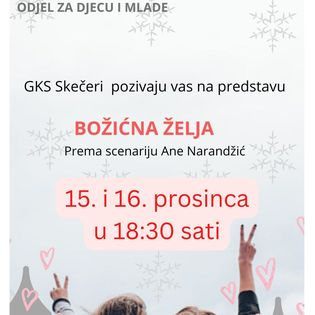 ODJEL ZA DJECU I MLADE
GKS Skečeri pozivaju vas na predstavu
BOŽIĆNA ŽELJA
Prema scenariju Ane Narandžić
15. i 16. prosinca
u 18:30 sati